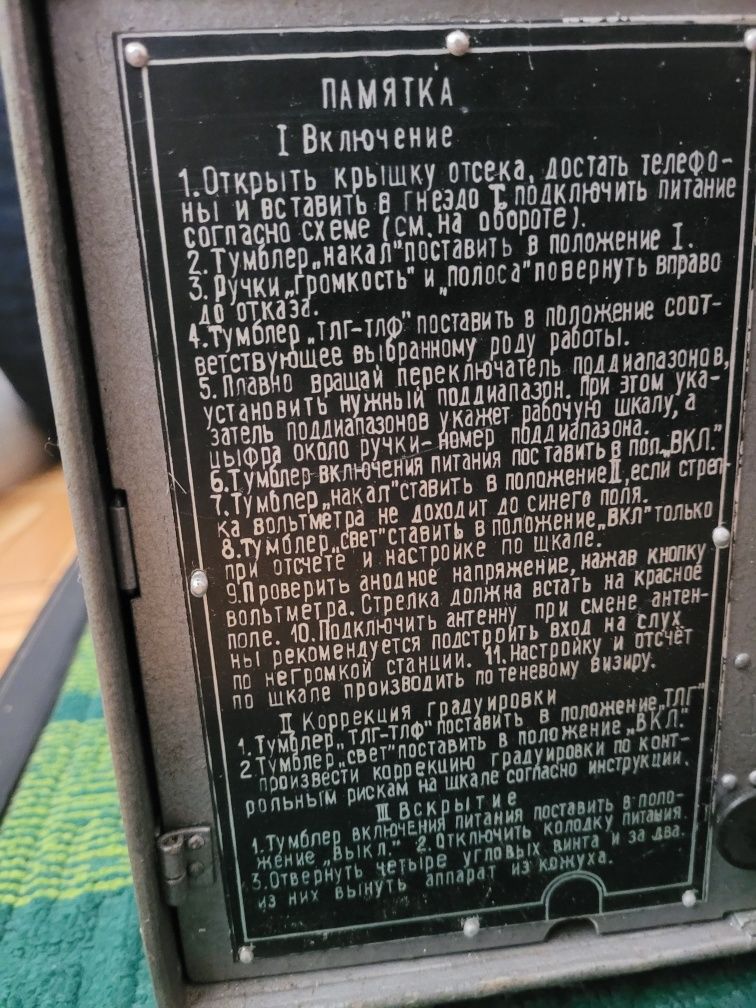 ПАМЯТКА
I Включение
1. Открыть крышку отсека, достать телефо-
ны и вставить в гнездо Т, подключить питание
согласно схеме (см. на обороте).
2. Тумблер „накал" поставить в положение I.
3. Ручки „громкость" и „полоса" повернуть вправо
до отказа.
4. Тумблер „ТЛГ-ТЛФ" поставить в положение соот-
ветствующее выбранному роду работы.
5. Плавно вращай переключатель поддиапазонов,
установить нужный поддиапазон. При этом ука-
затель поддиапазонов укажет рабочую шкалу, а
цыфра около ручки-номер поддиапазона.
6. Тумблер включения питания поставить в пол. „ВКЛ."
7. Тумблер „накал" ставить в положение II, если стрел-
ка вольтметра не доходит до синего поля.
8. Тумблер „свет" ставить в положение „ВКЛ" только
при отсчете и настройке по шкале.
9. Проверить анодное напряжение, нажав кнопку
вольтметра. Стрелка должна встать на красное
поле. 10. Подключить антенну при смене антен-
ны рекомендуется подстроить вход на слух
по негромкой станции. 11. Настройку и отсчёт
по шкале производить по теневому визиру.
II Коррекция градуировки
1. Тумблер „ТЛГ-ТЛФ" поставить в положение „ТЛГ"
2. Тумблер „свет" поставить в положение „ВКЛ."
произвести коррекцию градуировки по конт-
рольным рискам на шкале согласно инструкции.
III Вскрытие
1. Тумблер включения питания поставить в поло-
жение „ВЫКЛ." 2. Отключить колодку питания.
3. Отвернуть четыре угловых винта и за два
из них вынуть аппарат из кожуха.